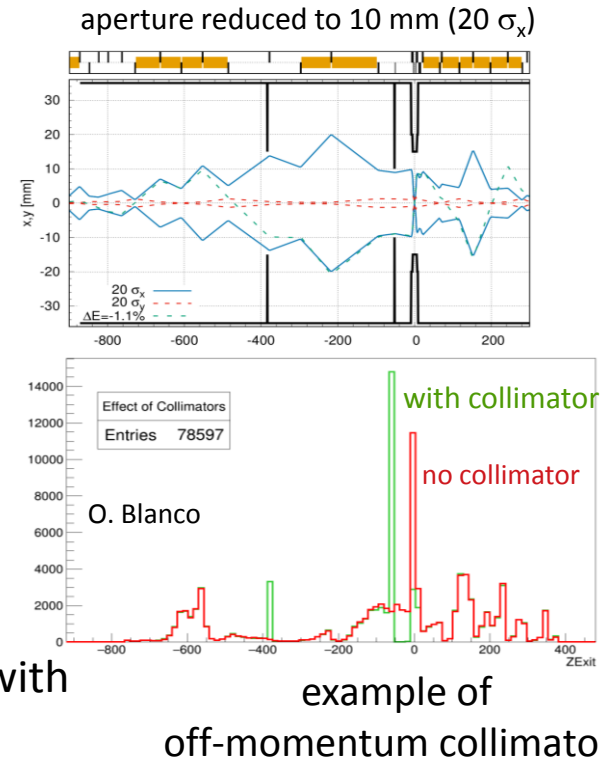 aperture reduced to 10 mm (20 σx)
30
20
10
0
-10
-20
-30
x,y [mm]
20 σx
20 σy
ΔE=-1.1%
-800 -600 -400 -200 0 200
14000
12000
10000
8000
6000
4000
2000
0
Effect of Collimators
Entries 78597
with collimator
no collimator
O. Blanco
−800 −600 −400 −200 0 200 400
ZExit
with
example of
off-momentum collimato